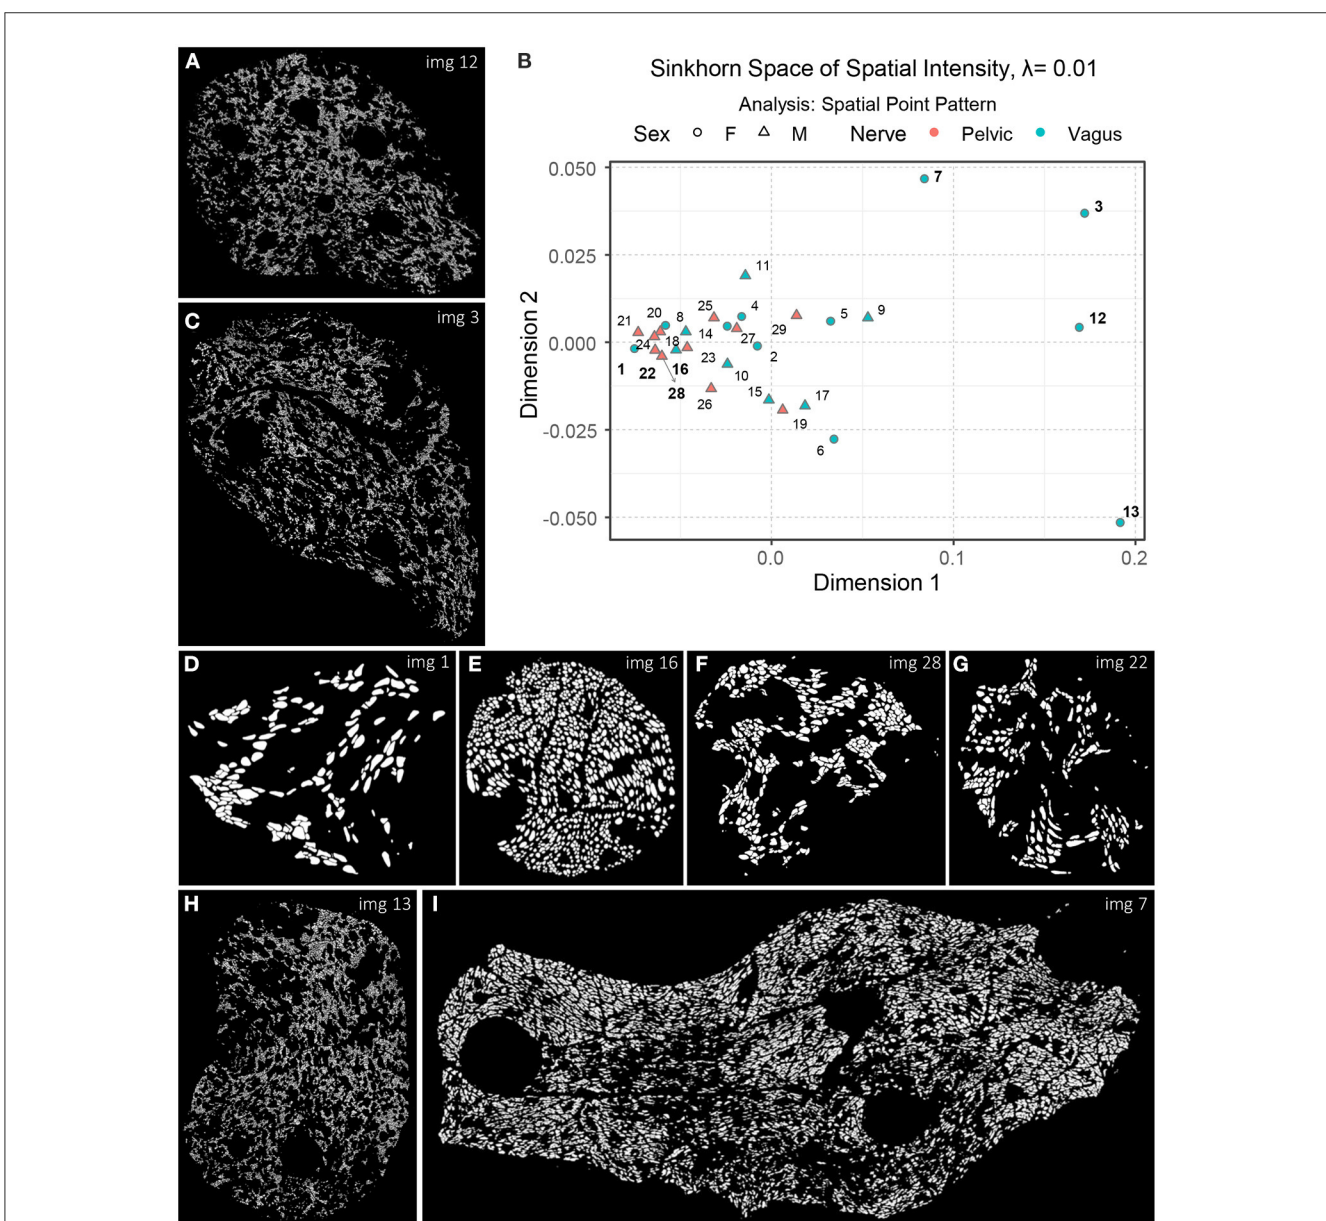 A
img 12
B
Sinkhorn Space of Spatial Intensity, λ= 0.01
Analysis: Spatial Point Pattern
Sex F M Nerve Pelvic Vagus
0.050
0.025
0.000
-0.025
-0.050
Dimension 2
7
3
11
12
21
20
8
25
4
5
9
24
18
14
27
29
1
22
16
28
23
10
2
26
15
17
19
6
13
0.0
0.1
0.2
Dimension 1
C
img 3
D
img 1
E
img 16
F
img 28
G
img 22
H
img 13
I
img 7